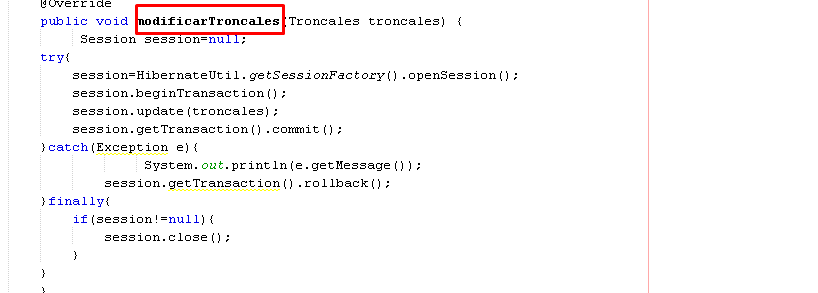 @Override
public void modificarTroncales(Troncales troncales) {
Session session=null;
try{
session=HibernateUtil.getSessionFactory().openSession();
session.beginTransaction();
session.update(troncales);
session.getTransaction().commit();
}catch(Exception e){
System.out.println(e.getMessage());
session.getTransaction().rollback();
}finally{
if(session!=null){
session.close();
}
}
}